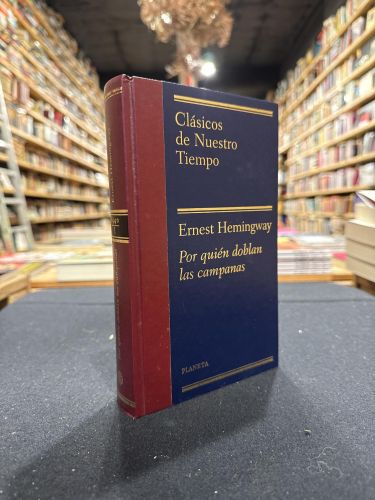 Clásicos
de Nuestro
Tiempo
Ernest Hemingway
Por quién doblan
las campanas
PLANETA